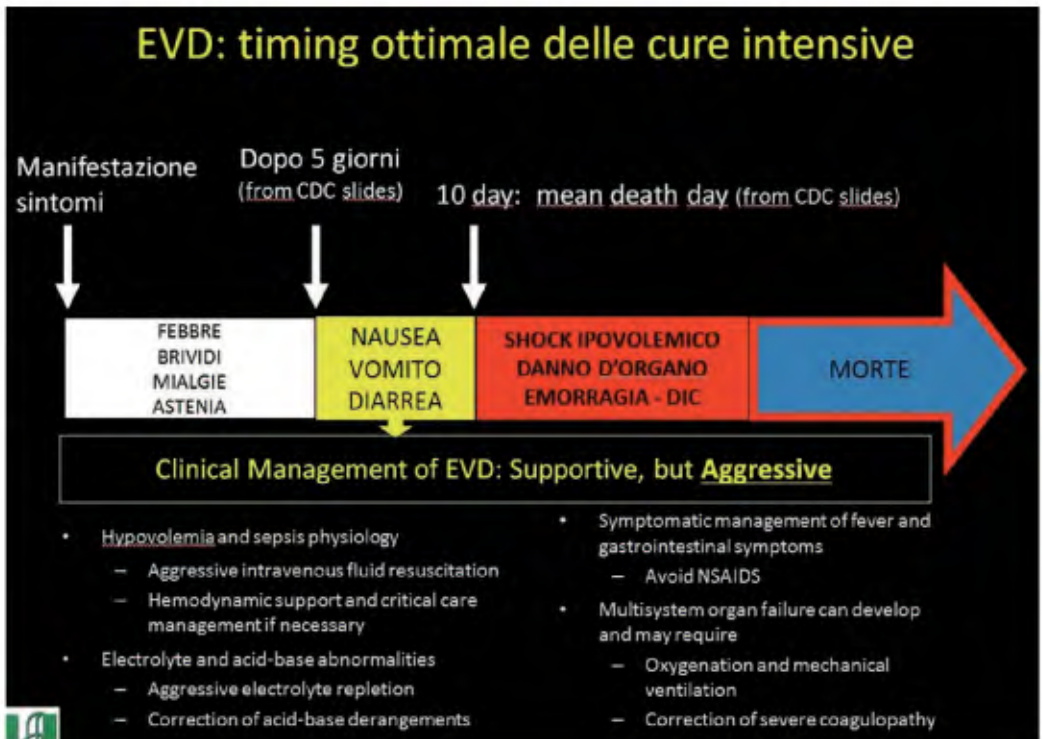 EVD: timing ottimale delle cure intensive
Manifestazione
sintomi
Dopo 5 giorni
(from CDC slides)
10 day: mean death day (from CDC slides)
FEBBRE
BRIVIDI
MIALGIE
ASTENIA
NAUSEA
VOMITO
DIARREA
SHOCK IPOVOLEMICO
DANNO D'ORGANO
EMORRAGIA - DIC
MORTE
Clinical Management of EVD: Supportive, but Aggressive
• Hypovolemia and sepsis physiology
– Aggressive intravenous fluid resuscitation
– Hemodynamic support and critical care
management if necessary
• Electrolyte and acid-base abnormalities
– Aggressive electrolyte repletion
– Correction of acid-base derangements
• Symptomatic management of fever and
gastrointestinal symptoms
– Avoid NSAIDS
• Multisystem organ failure can develop
and may require
– Oxygenation and mechanical
ventilation
– Correction of severe coagulopathy